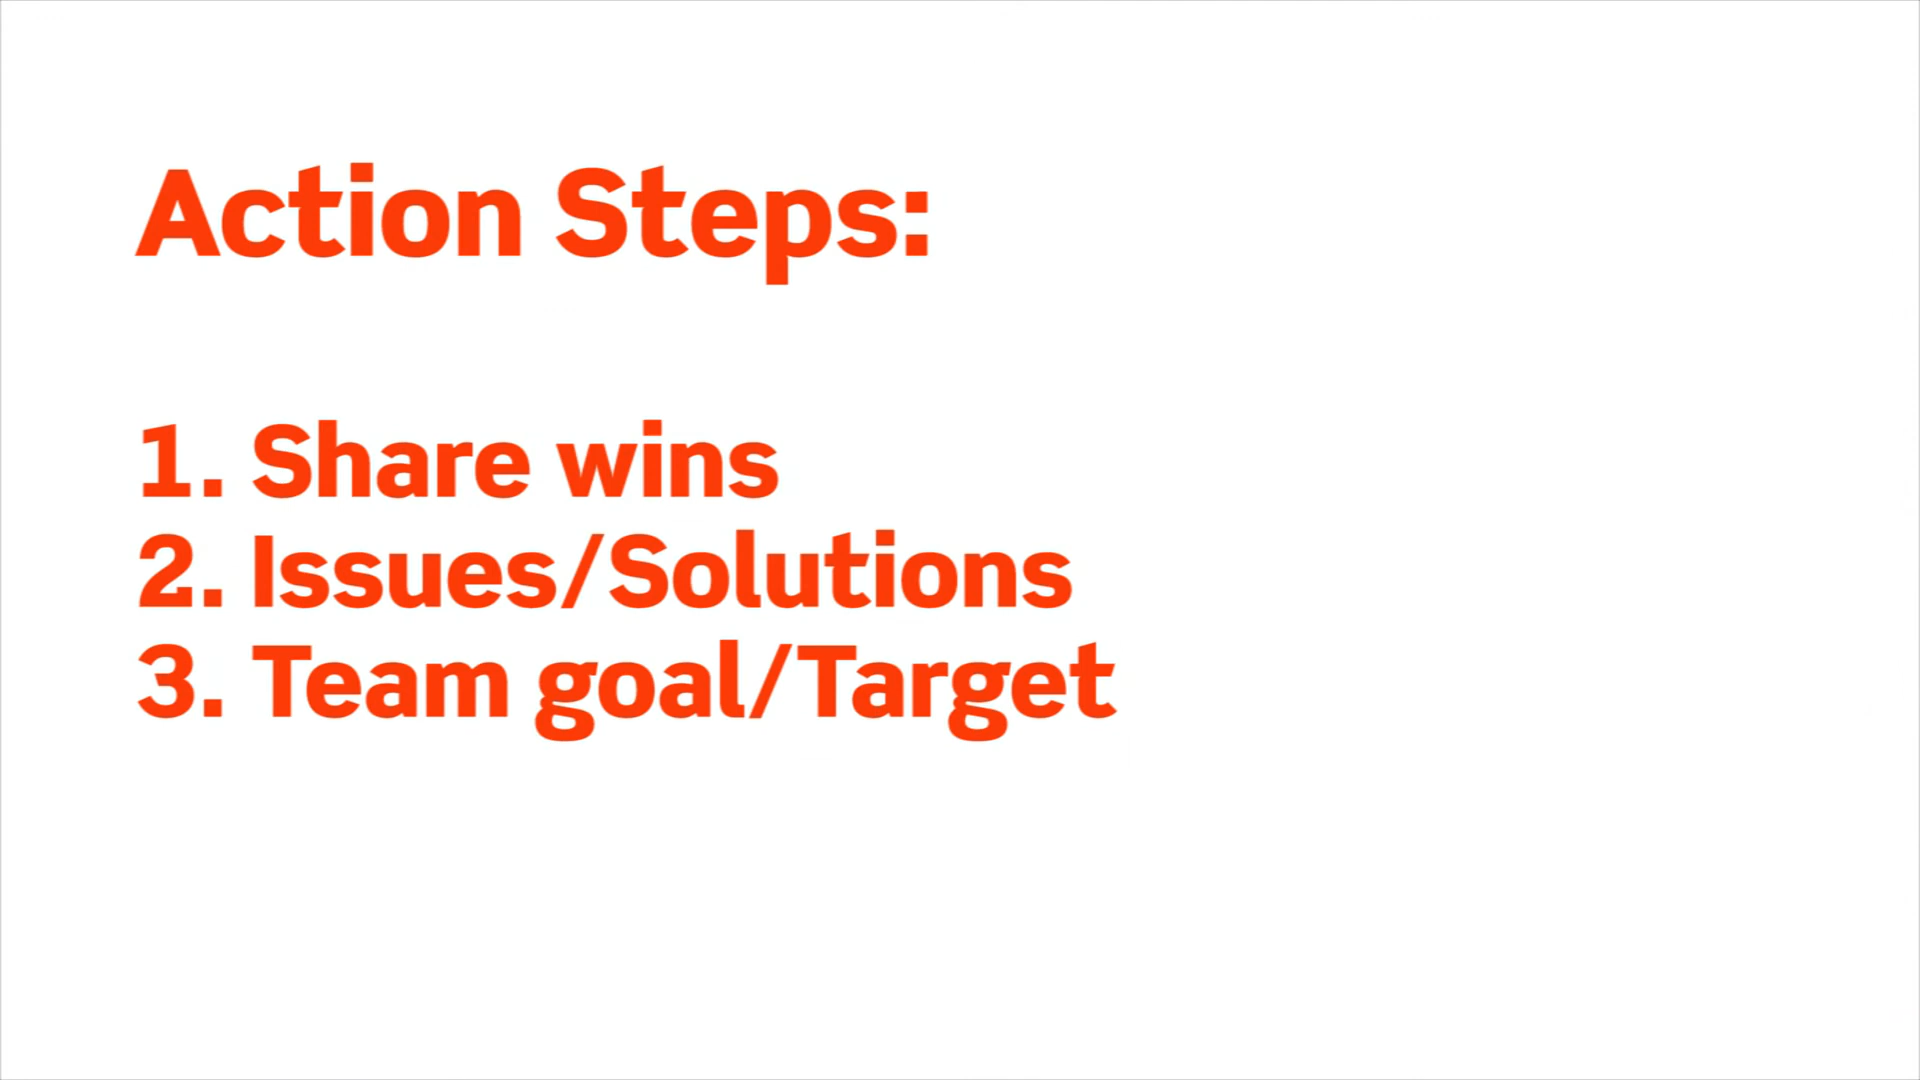 Action Steps:
1. Share wins
2. Issues/Solutions
3. Team goal/Target